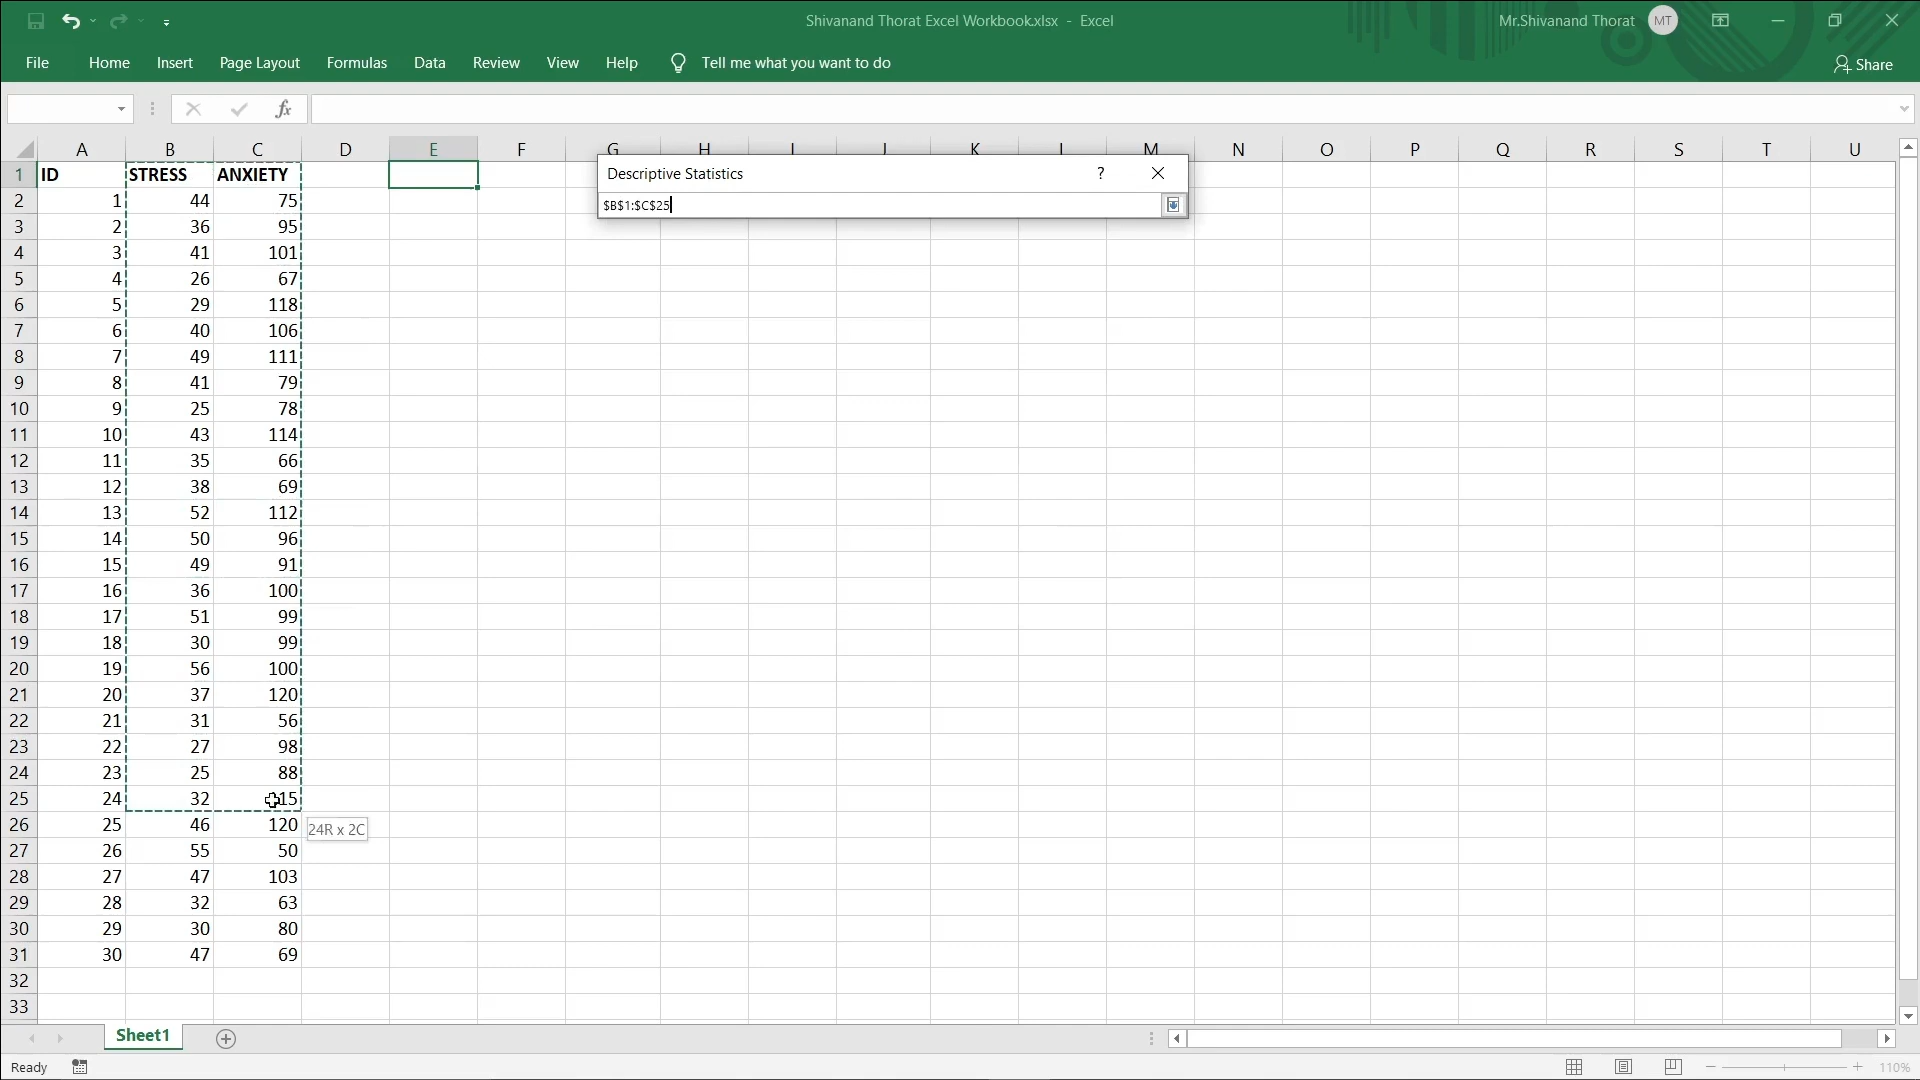 Shivanand Thorat Excel Workbook.xlsx - Excel
Mr.Shivanand Thorat MT
File Home Insert Page Layout Formulas Data Review View Help Tell me what you want to do Share
fx
A B C D E F G H I J K L M N O P Q R S T U
Descriptive Statistics ?
$B$1:$C$25
1 ID STRESS ANXIETY
2 1 44 75
3 2 36 95
4 3 41 101
5 4 26 67
6 5 29 118
7 6 40 106
8 7 49 111
9 8 41 79
10 9 25 78
11 10 43 114
12 11 35 66
13 12 38 69
14 13 52 112
15 14 50 96
16 15 49 91
17 16 36 100
18 17 51 99
19 18 30 99
20 19 56 100
21 20 37 120
22 21 31 56
23 22 27 98
24 23 25 88
25 24 32
26 25 46 120
24R x 2C
27 26 55 50
28 27 47 103
29 28 32 63
30 29 30 80
31 30 47 69
32
33
Sheet1
Ready
110%